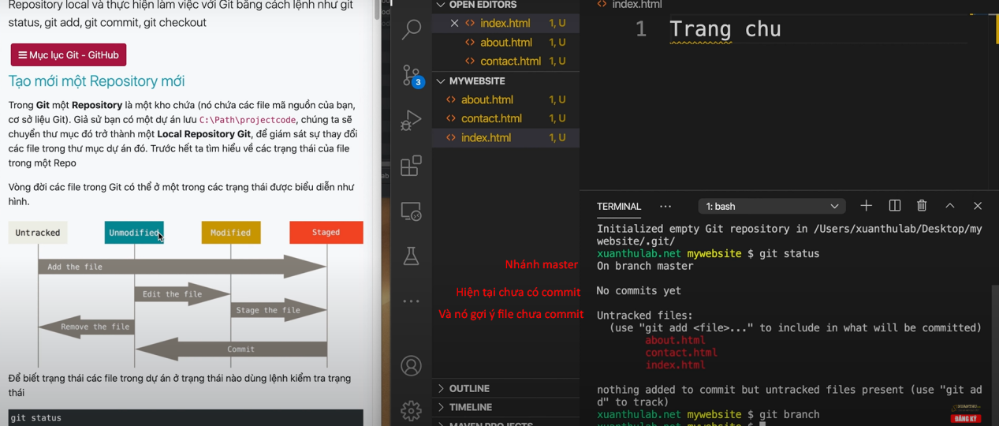 Repository local và thực hiện làm việc với Git bằng cách lệnh như git
status, git add, git commit, git checkout
Mục lục Git - GitHub
Tạo mới một Repository mới
Trong Git một Repository là một kho chứa (nó chứa các file mã nguồn của bạn,
cơ sở liệu Git). Giả sử bạn có một dự án lưu C:\Path\projectcode, chúng ta sẽ
chuyển thư mục đó trở thành một Local Repository Git, để giám sát sự thay đổi
các file trong thư mục dự án đó. Trước hết ta tìm hiểu về các trạng thái của file
trong một Repo
Vòng đời các file trong Git có thể ở một trong các trạng thái được biểu diễn như
hình.
Untracked
Unmodified
Modified
Staged
Add the file
Edit the file
Stage the file
Remove the file
Commit
Để biết trạng thái các file trong dự án ở trạng thái nào dùng lệnh kiểm tra trạng
thái
git status
3
OPEN EDITORS
index.html 1, U
about.html 1, U
contact.html 1, U
MYWEBSITE
about.html 1, U
contact.html 1, U
index.html 1, U
Nhánh master
Hiện tại chưa có commit
Và nó gợi ý file chưa commit
OUTLINE
TIMELINE
MAVEN PROJECTS
index.html
1 Trang chu
TERMINAL
1: bash
Initialized empty Git repository in /Users/xuanthulab/Desktop/my
website/.git/
xuanthulab.net mywebsite $ git status
On branch master
No commits yet
Untracked files:
(use "git add <file>..." to include in what will be committed)
about.html
contact.html
index.html
nothing added to commit but untracked files present (use "git ad
d" to track)
xuanthulab.net mywebsite $ git branch
xuanthulab.net mywebsite $
ĐĂNG KÝ